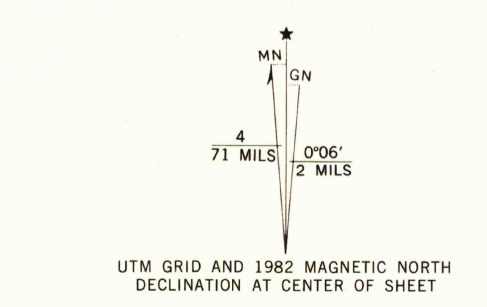 MN
GN
4
71 MILS
0°06′
2 MILS
UTM GRID AND 1982 MAGNETIC NORTH
DECLINATION AT CENTER OF SHEET